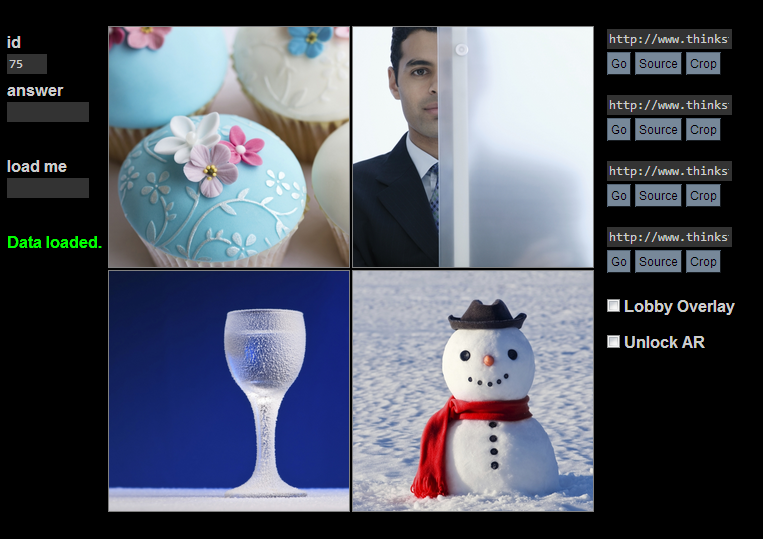 id
75
answer
load me
Data loaded.
http://www.thinks
Go Source Crop
http://www.thinks
Go Source Crop
http://www.thinks
Go Source Crop
http://www.thinks
Go Source Crop
Lobby Overlay
Unlock AR